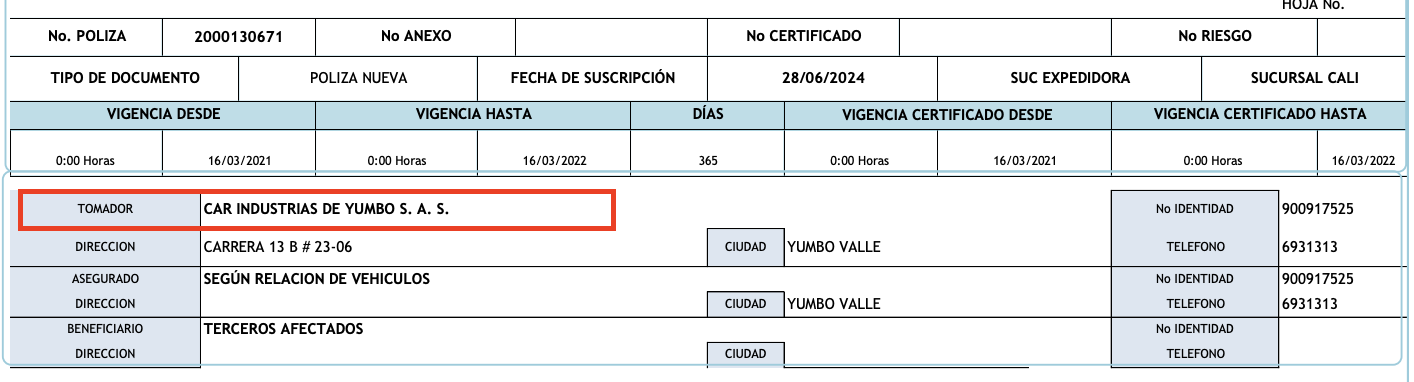 HOJA No.
No. POLIZA 2000130671 No ANEXO No CERTIFICADO No RIESGO
TIPO DE DOCUMENTO POLIZA NUEVA FECHA DE SUSCRIPCIÓN 28/06/2024 SUC EXPEDIDORA SUCURSAL CALI
VIGENCIA DESDE VIGENCIA HASTA DÍAS VIGENCIA CERTIFICADO DESDE VIGENCIA CERTIFICADO HASTA
0:00 Horas 16/03/2021 0:00 Horas 16/03/2022 365 0:00 Horas 16/03/2021 0:00 Horas 16/03/2022
TOMADOR CAR INDUSTRIAS DE YUMBO S. A. S. No IDENTIDAD 900917525
DIRECCION CARRERA 13 B # 23-06 CIUDAD YUMBO VALLE TELEFONO 6931313
ASEGURADO SEGÚN RELACION DE VEHICULOS No IDENTIDAD 900917525
DIRECCION CIUDAD YUMBO VALLE TELEFONO 6931313
BENEFICIARIO TERCEROS AFECTADOS No IDENTIDAD
DIRECCION CIUDAD TELEFONO